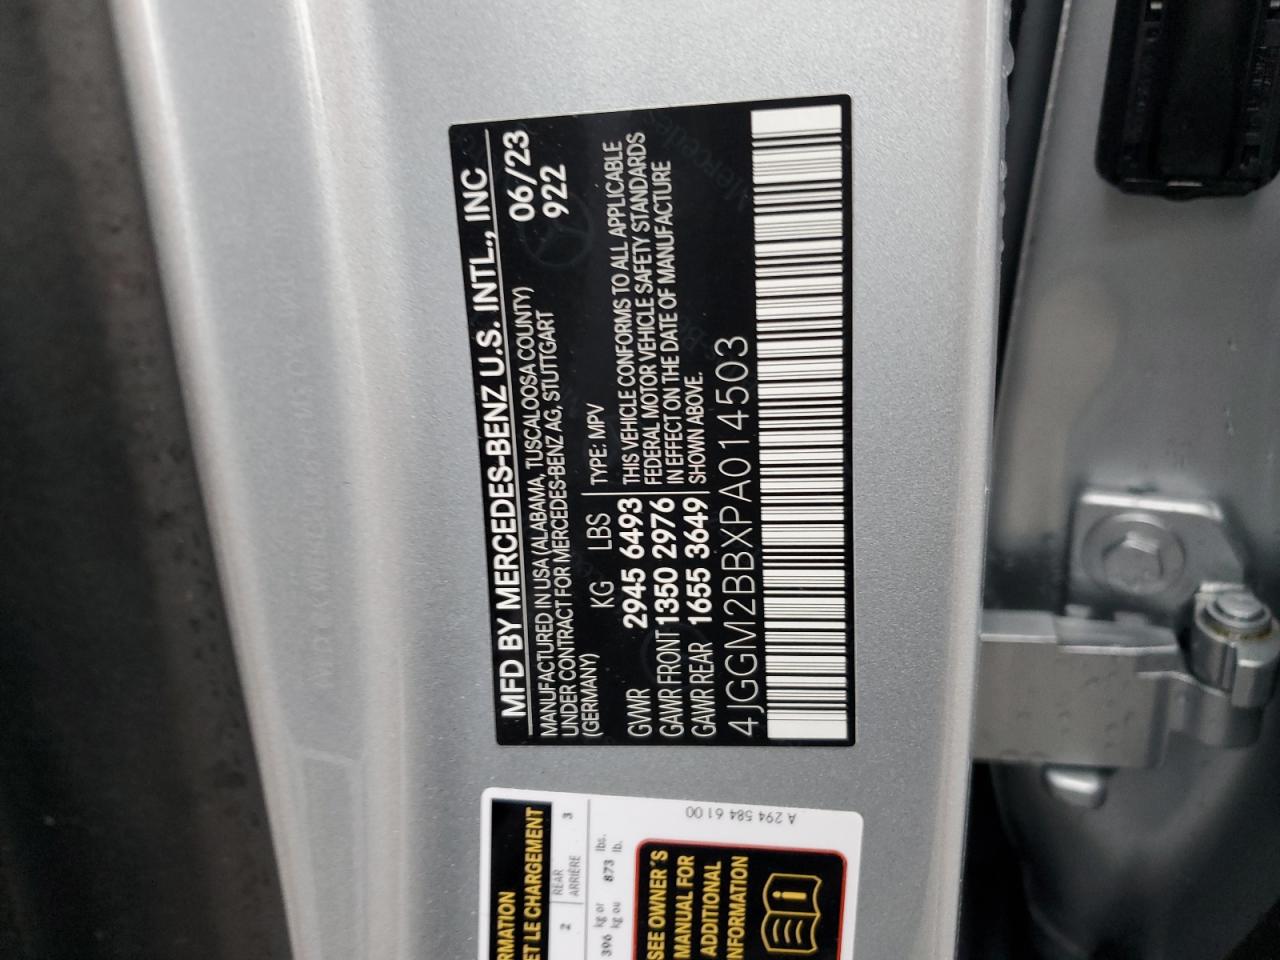 MFD BY MERCEDES-BENZ U.S. INTL., INC
MANUFACTURED IN USA (ALABAMA, TUSCALOOSA COUNTY) 06/23
UNDER CONTRACT FOR MERCEDES-BENZ AG, STUTTGART 922
(GERMANY)
KG LBS TYPE: MPV
GVWR 2945 6493 THIS VEHICLE CONFORMS TO ALL APPLICABLE
FEDERAL MOTOR VEHICLE SAFETY STANDARDS
GAWR FRONT 1350 2976 IN EFFECT ON THE DATE OF MANUFACTURE
GAWR REAR 1655 3649 SHOWN ABOVE.
4JGGM2BBXPA014503
RMATION
ET LE CHARGEMENT
2 REAR 3
ARRIÈRE
396 kg or 873 lbs.
kg ou lb.
SEE OWNER'S
MANUAL FOR
ADDITIONAL
NFORMATION
A 294 584 61 00